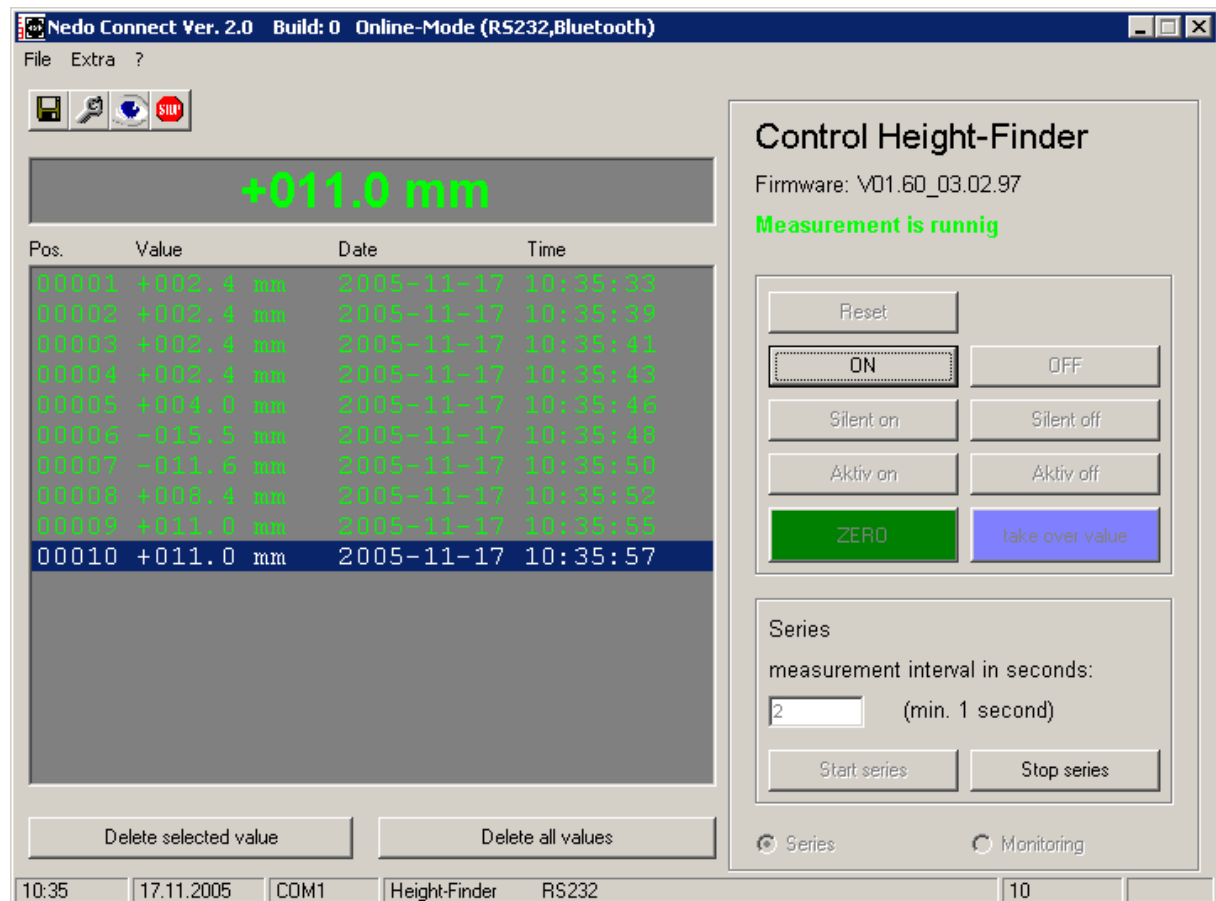 Nedo Connect Ver. 2.0 Build: 0 Online-Mode (RS232,Bluetooth)
File Extra ?
STOP
+011.0 mm
Pos. Value Date Time
00001 +002.4 mm 2005-11-17 10:35:33
00002 +002.4 mm 2005-11-17 10:35:39
00003 +002.4 mm 2005-11-17 10:35:41
00004 +002.4 mm 2005-11-17 10:35:43
00005 +004.0 mm 2005-11-17 10:35:46
00006 -015.5 mm 2005-11-17 10:35:48
00007 -011.6 mm 2005-11-17 10:35:50
00008 +008.4 mm 2005-11-17 10:35:52
00009 +011.0 mm 2005-11-17 10:35:55
00010 +011.0 mm 2005-11-17 10:35:57
Delete selected value Delete all values
Control Height-Finder
Firmware: V01.60_03.02.97
Measurement is runnig
Reset
ON OFF
Silent on Silent off
Aktiv on Aktiv off
ZERO take over value
Series
measurement interval in seconds:
2 (min. 1 second)
Start series Stop series
Series Monitoring
10:35 17.11.2005 COM1 Height-Finder RS232 10